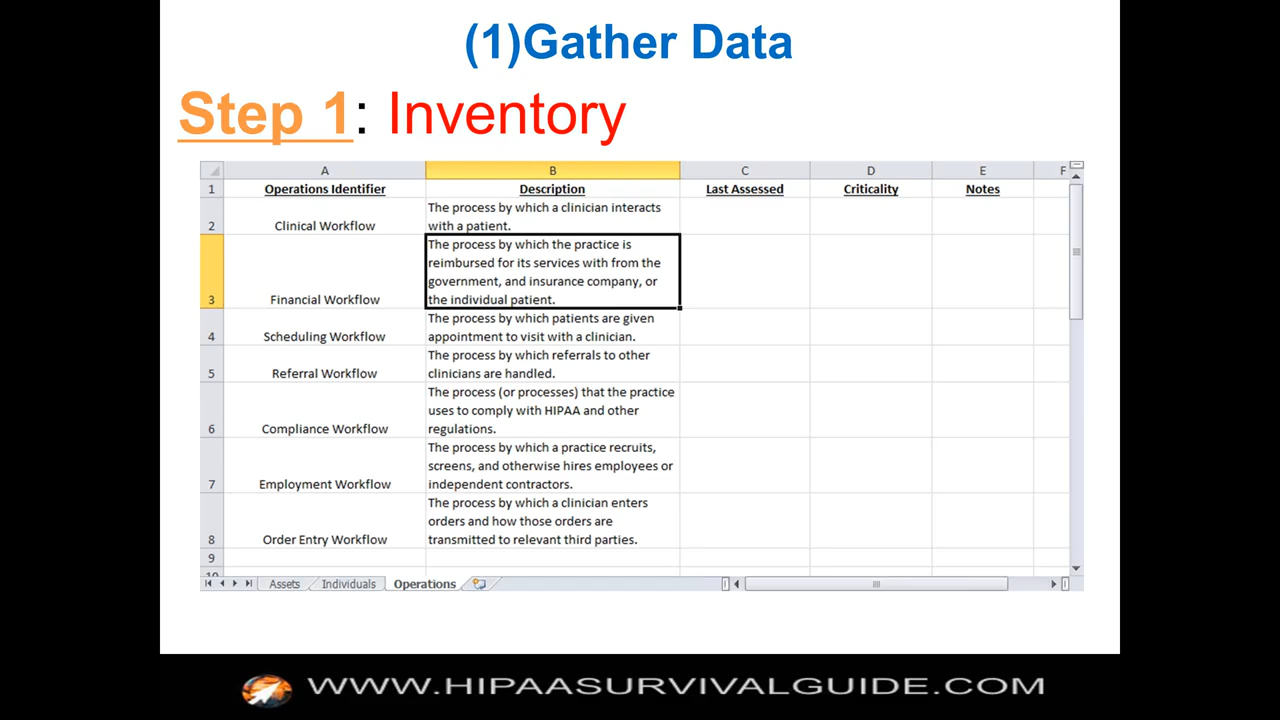 (1)Gather Data
Step 1: Inventory
A B C D E F
1 Operations Identifier Description Last Assessed Criticality Notes
The process by which a clinician interacts
2 Clinical Workflow with a patient.
The process by which the practice is
reimbursed for its services with from the
government, and insurance company, or
3 Financial Workflow the individual patient.
The process by which patients are given
4 Scheduling Workflow appointment to visit with a clinician.
The process by which referrals to other
5 Referral Workflow clinicians are handled.
The process (or processes) that the practice
uses to comply with HIPAA and other
6 Compliance Workflow regulations.
The process by which a practice recruits,
screens, and otherwise hires employees or
7 Employment Workflow independent contractors.
The process by which a clinician enters
orders and how those orders are
8 Order Entry Workflow transmitted to relevant third parties.
9
10
Assets Individuals Operations
WWW.HIPAASURVIVALGUIDE.COM